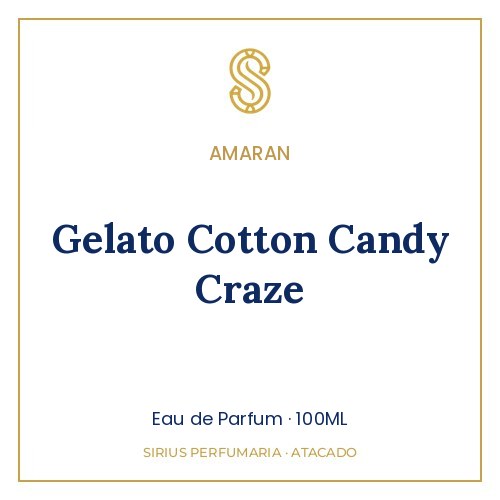 AMARAN
Gelato Cotton Candy
Craze
Eau de Parfum · 100ML
SIRIUS PERFUMARIA · ATACADO